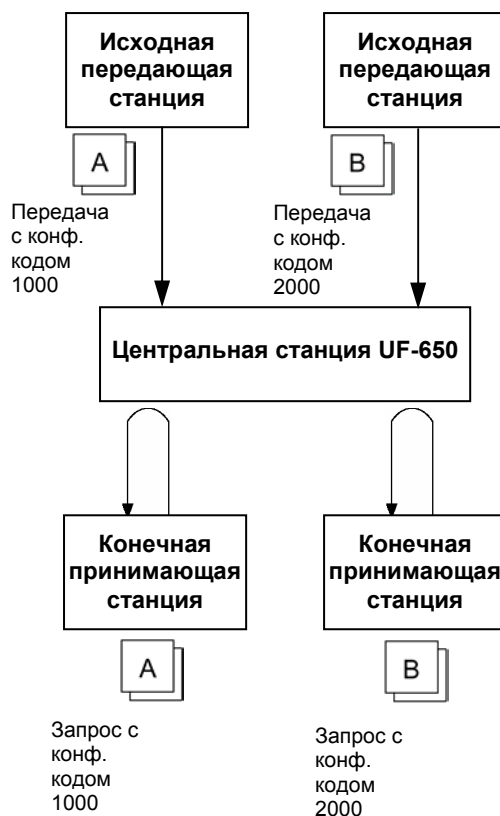 Исходная
передающая
станция
Исходная
передающая
станция
A
B
Передача
с конф.
кодом
1000
Передача
с конф.
кодом
2000
Центральная станция UF-650
Конечная
принимающая
станция
Конечная
принимающая
станция
A
B
Запрос с
конф.
кодом
1000
Запрос с
конф.
кодом
2000